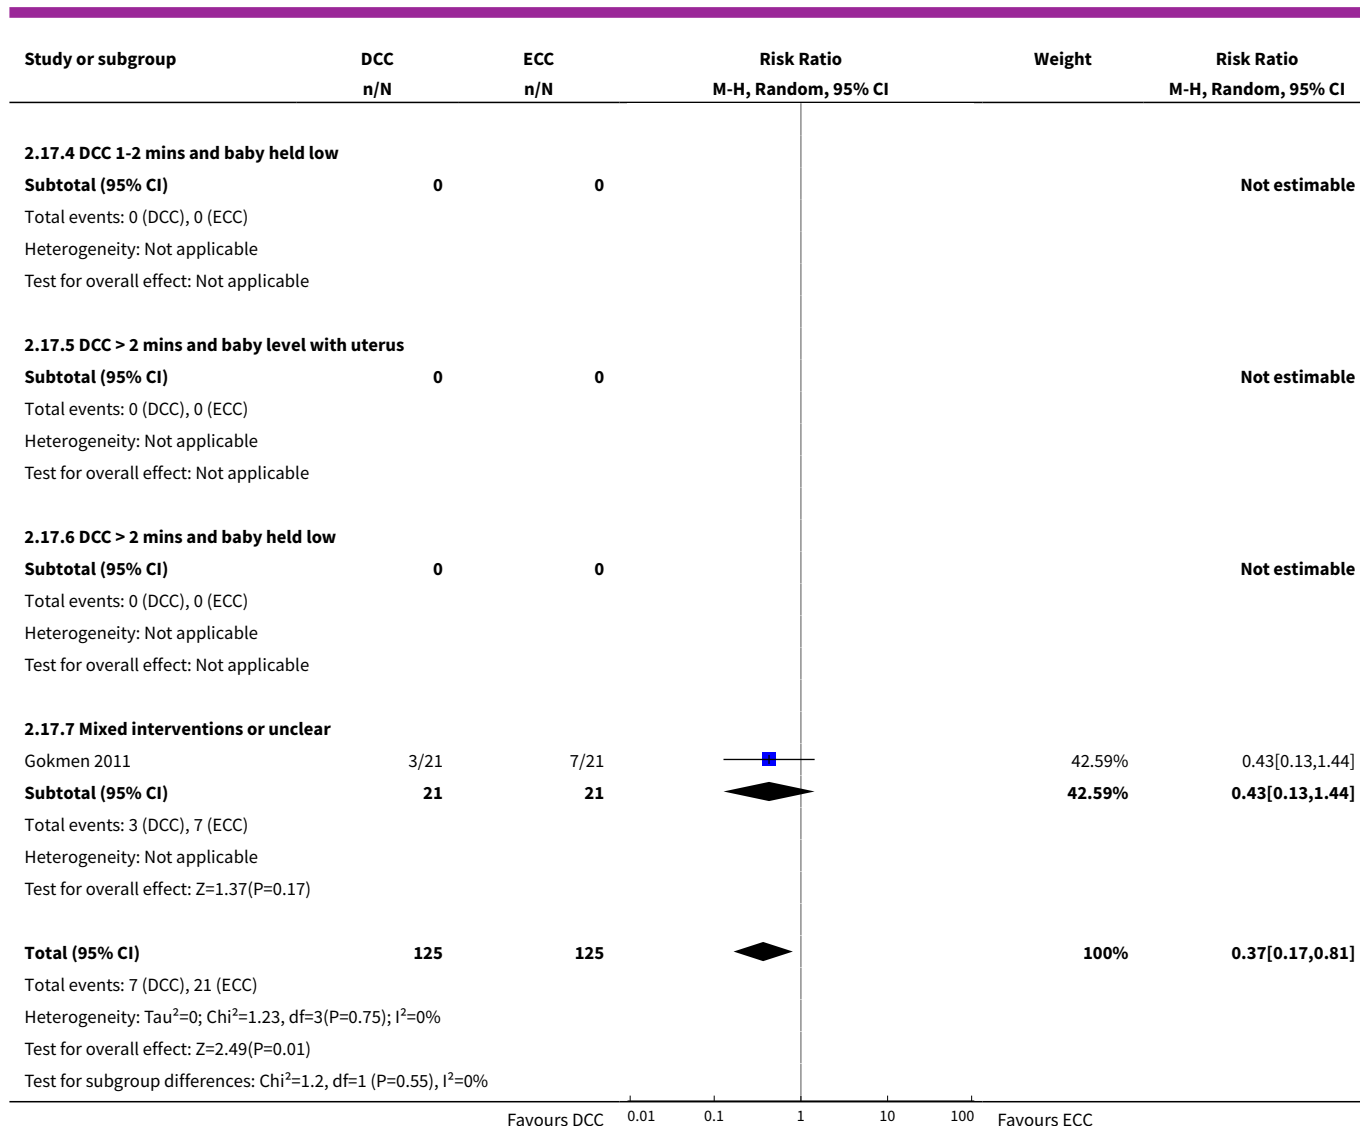 Study or subgroup DCC ECC Risk Ratio Weight Risk Ratio
n/N n/N M-H, Random, 95% CI M-H, Random, 95% CI
2.17.4 DCC 1-2 mins and baby held low
Subtotal (95% CI) 0 0 Not estimable
Total events: 0 (DCC), 0 (ECC)
Heterogeneity: Not applicable
Test for overall effect: Not applicable
2.17.5 DCC > 2 mins and baby level with uterus
Subtotal (95% CI) 0 0 Not estimable
Total events: 0 (DCC), 0 (ECC)
Heterogeneity: Not applicable
Test for overall effect: Not applicable
2.17.6 DCC > 2 mins and baby held low
Subtotal (95% CI) 0 0 Not estimable
Total events: 0 (DCC), 0 (ECC)
Heterogeneity: Not applicable
Test for overall effect: Not applicable
2.17.7 Mixed interventions or unclear
Gokmen 2011 3/21 7/21 42.59% 0.43[0.13,1.44]
Subtotal (95% CI) 21 21 42.59% 0.43[0.13,1.44]
Total events: 3 (DCC), 7 (ECC)
Heterogeneity: Not applicable
Test for overall effect: Z=1.37(P=0.17)
Total (95% CI) 125 125 100% 0.37[0.17,0.81]
Total events: 7 (DCC), 21 (ECC)
Heterogeneity: Tau²=0; Chi²=1.23, df=3(P=0.75); I²=0%
Test for overall effect: Z=2.49(P=0.01)
Test for subgroup differences: Chi²=1.2, df=1 (P=0.55), I²=0%
Favours DCC 0.01 0.1 1 10 100 Favours ECC